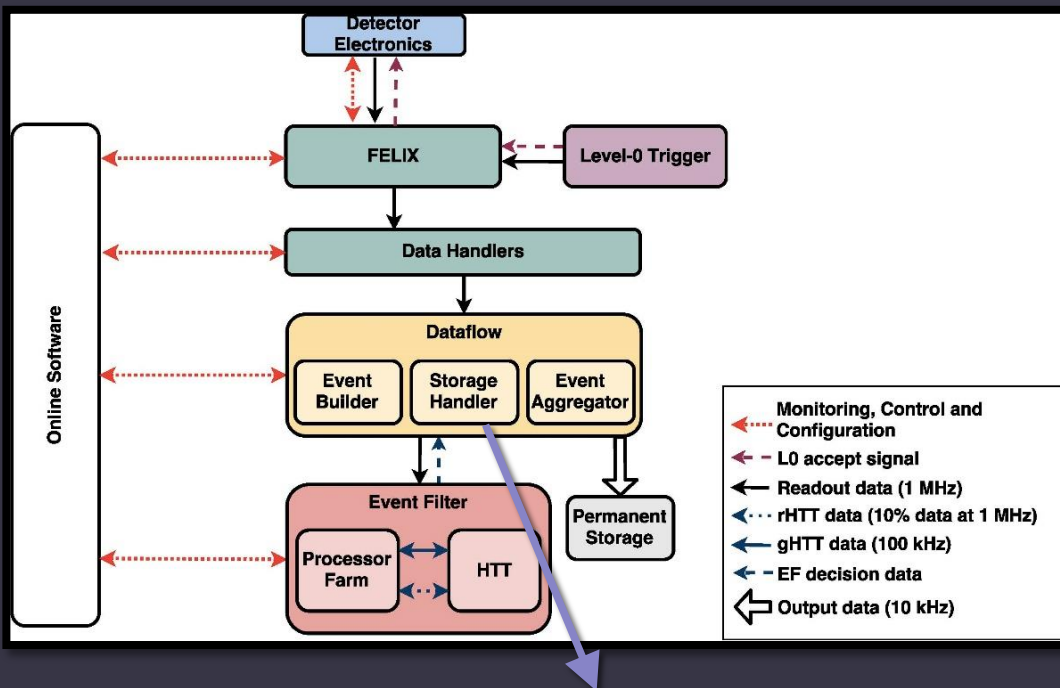 Detector
Electronics
FELIX
Level-0 Trigger
Data Handlers
Online Software
Dataflow
Event
Builder
Storage
Handler
Event
Aggregator
Event Filter
Processor
Farm
HTT
Permanent
Storage
Monitoring, Control and
Configuration
L0 accept signal
Readout data (1 MHz)
rHTT data (10% data at 1 MHz)
gHTT data (100 kHz)
EF decision data
Output data (10 kHz)